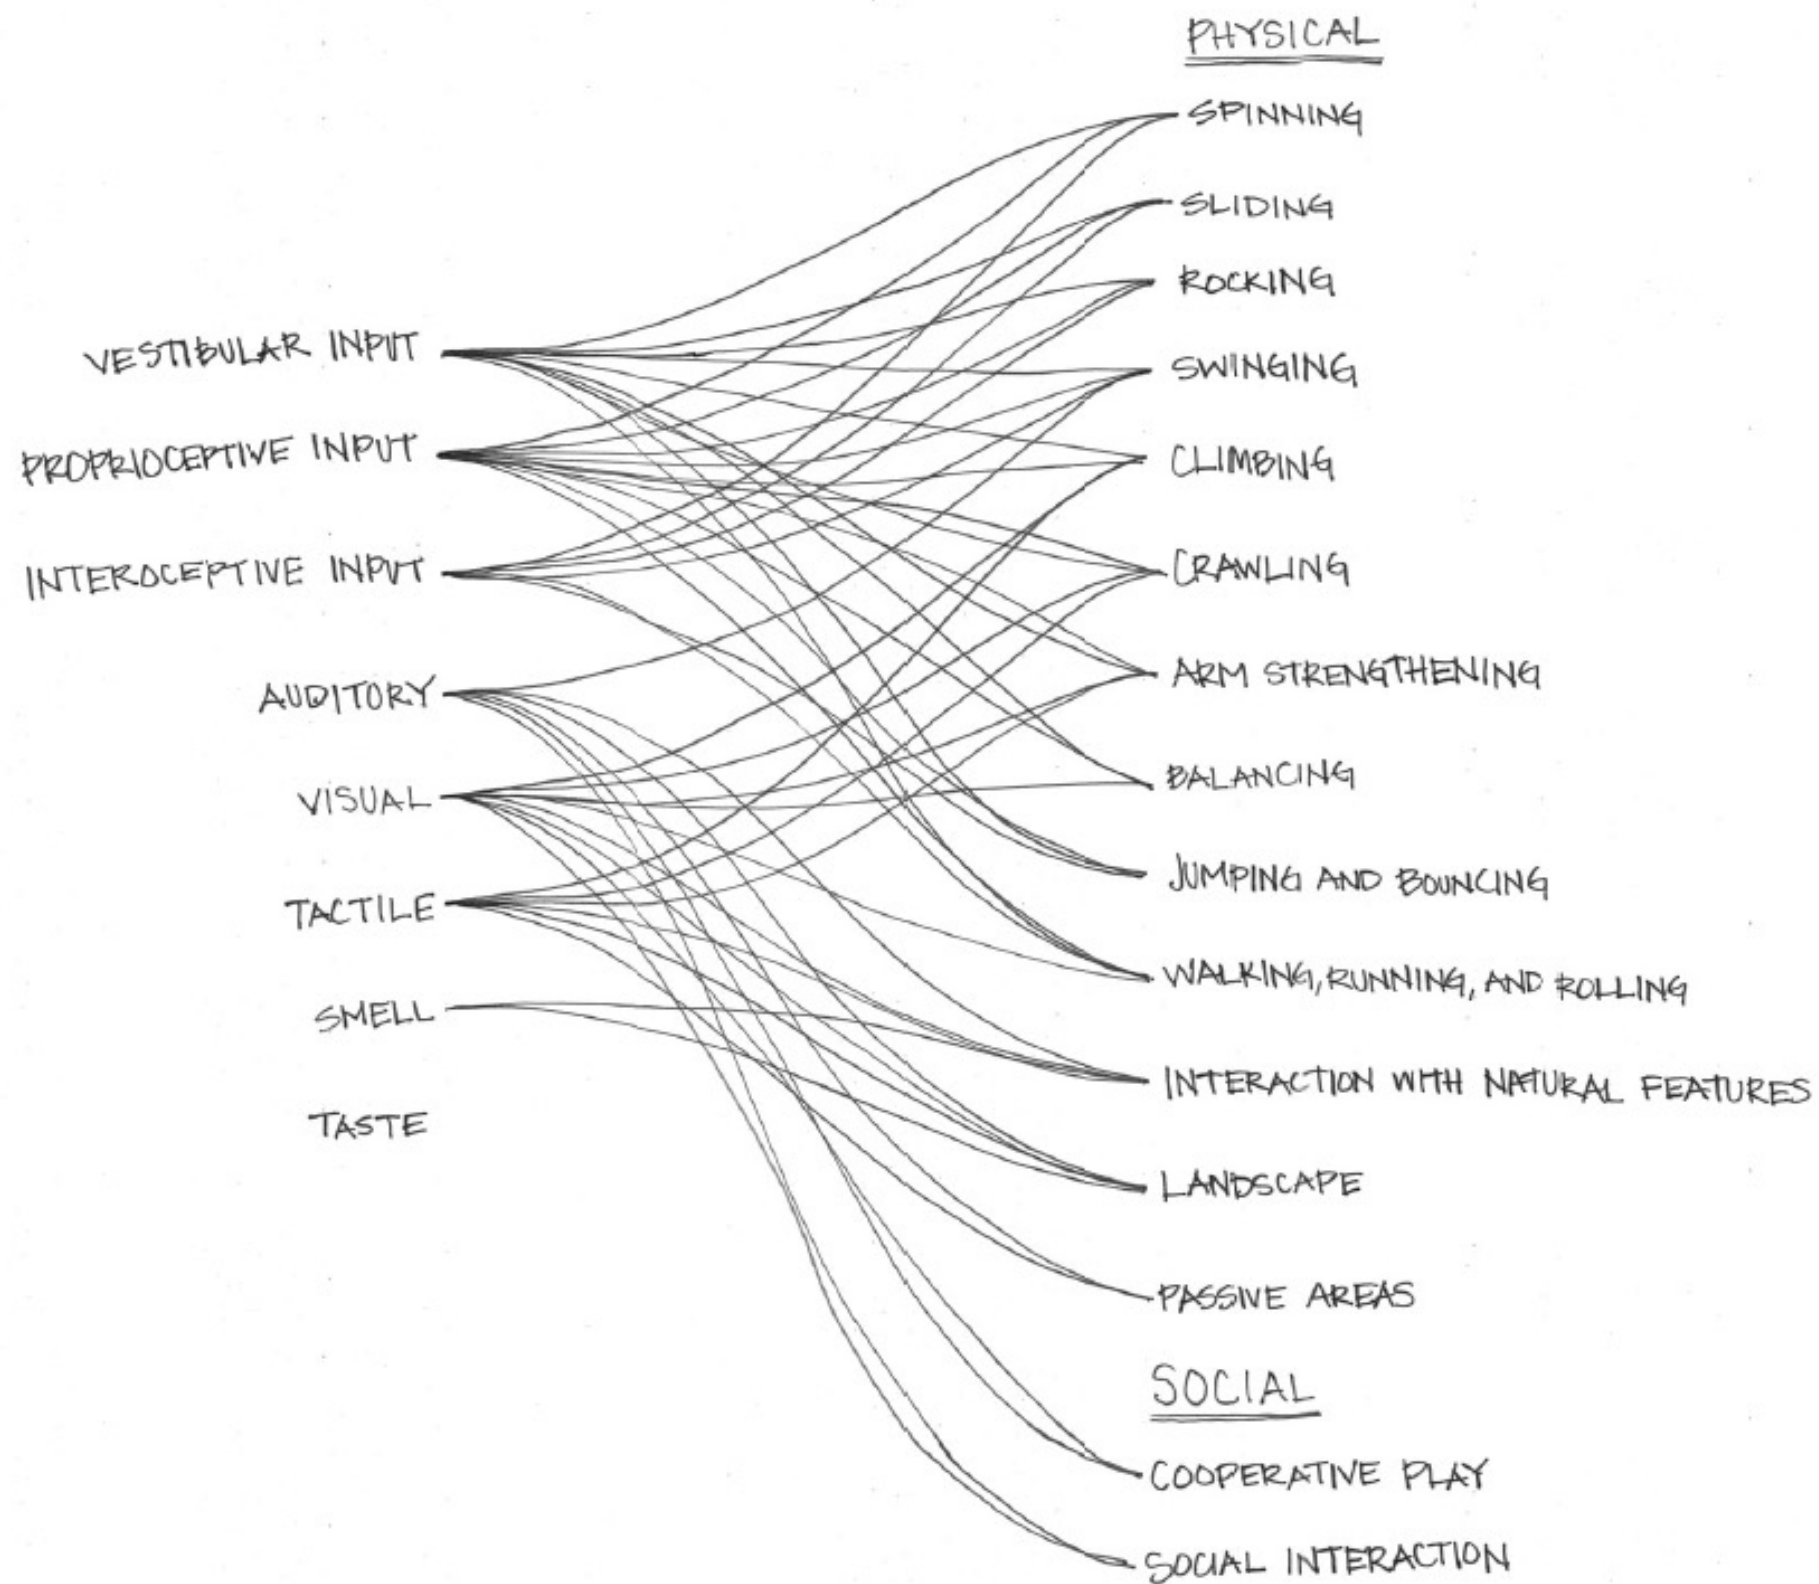 PHYSICAL
SPINNING
SLIDING
ROCKING
SWINGING
CLIMBING
CRAWLING
ARM STRENGTHENING
BALANCING
JUMPING AND BOUNCING
WALKING, RUNNING, AND ROLLING
INTERACTION WITH NATURAL FEATURES
LANDSCAPE
PASSIVE AREAS
SOCIAL
COOPERATIVE PLAY
SOCIAL INTERACTION
VESTIBULAR INPUT
PROPRIOCEPTIVE INPUT
INTEROCEPTIVE INPUT
AUDITORY
VISUAL
TACTILE
SMELL
TASTE